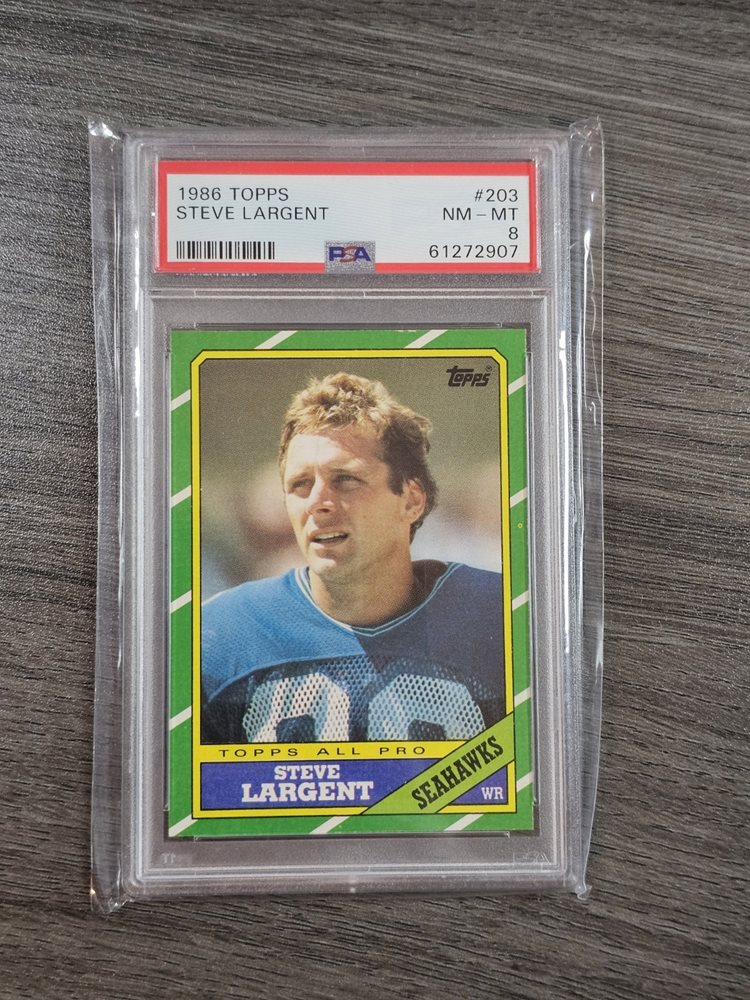 1986 TOPPS #203
STEVE LARGENT NM – MT
8
PSA 61272907
Topps®
TOPPS ALL PRO
STEVE
LARGENT
SEAHAWKS
WR